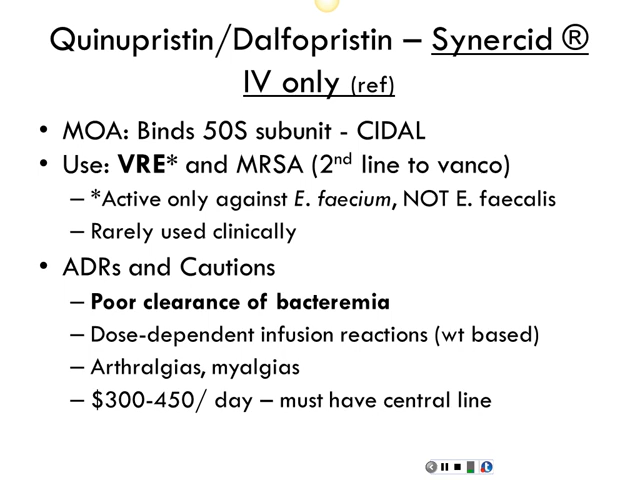 Quinupristin/Dalfopristin – Synercid ®
IV only (ref)
• MOA: Binds 50S subunit - CIDAL
• Use: VRE* and MRSA (2nd line to vanco)
– *Active only against E. faecium, NOT E. faecalis
– Rarely used clinically
• ADRs and Cautions
– Poor clearance of bacteremia
– Dose-dependent infusion reactions (wt based)
– Arthralgias, myalgias
– $300-450/ day – must have central line